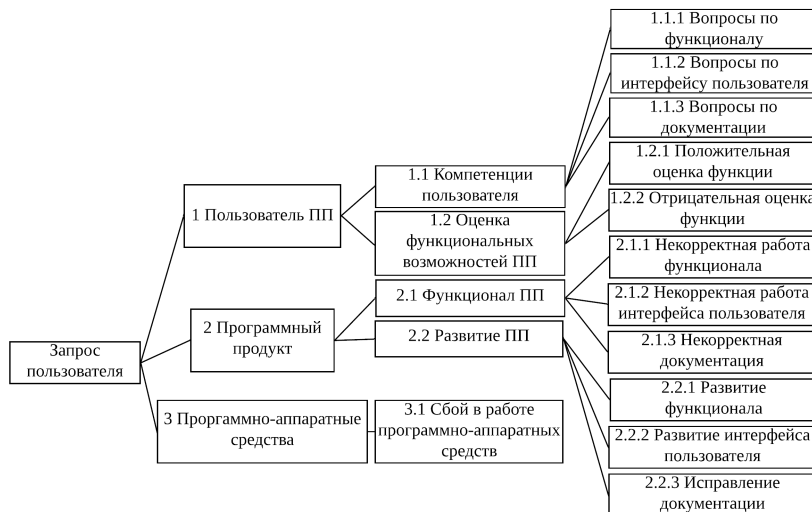 Запрос
пользователя
1 Пользователь ПП
2 Программный
продукт
3 Проргаммно-аппаратные
средства
1.1 Компетенции
пользователя
1.2 Оценка
функциональных
возможностей ПП
2.1 Функционал ПП
2.2 Развитие ПП
3.1 Сбой в работе
программно-аппаратных
средств
1.1.1 Вопросы по
функционалу
1.1.2 Вопросы по
интерфейсу пользователя
1.1.3 Вопросы по
документации
1.2.1 Положительная
оценка функции
1.2.2 Отрицательная оценка
функции
2.1.1 Некорректная работа
функционала
2.1.2 Некорректная работа
интерфейса пользователя
2.1.3 Некорректная
документация
2.2.1 Развитие
функционала
2.2.2 Развитие интерфейса
пользователя
2.2.3 Исправление
документации